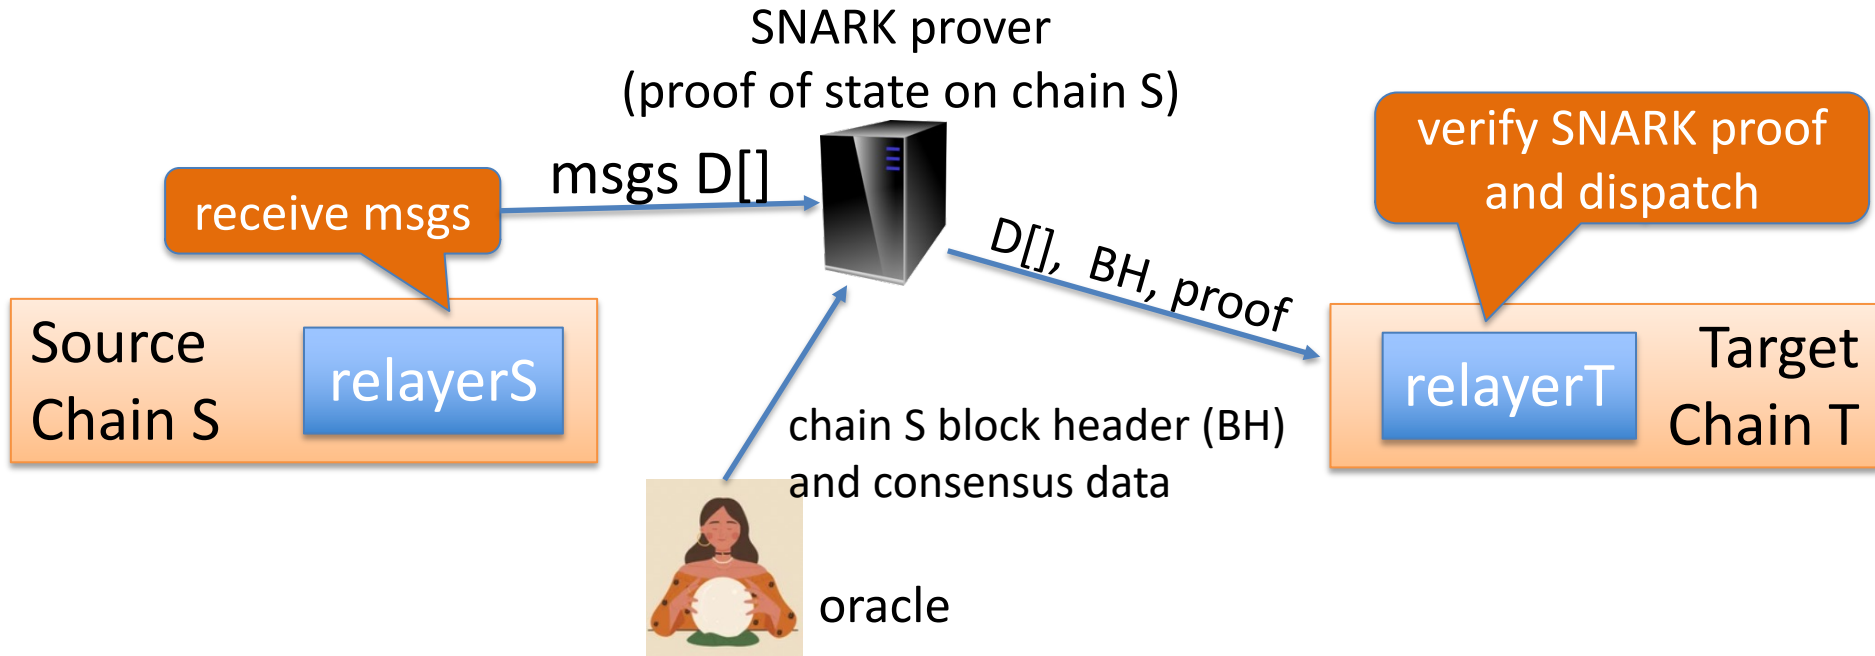 SNARK prover
(proof of state on chain S)
msgs D[]
receive msgs
verify SNARK proof
and dispatch
D[], BH, proof
Source
Chain S
relayerS
relayerT
Target
Chain T
chain S block header (BH)
and consensus data
oracle